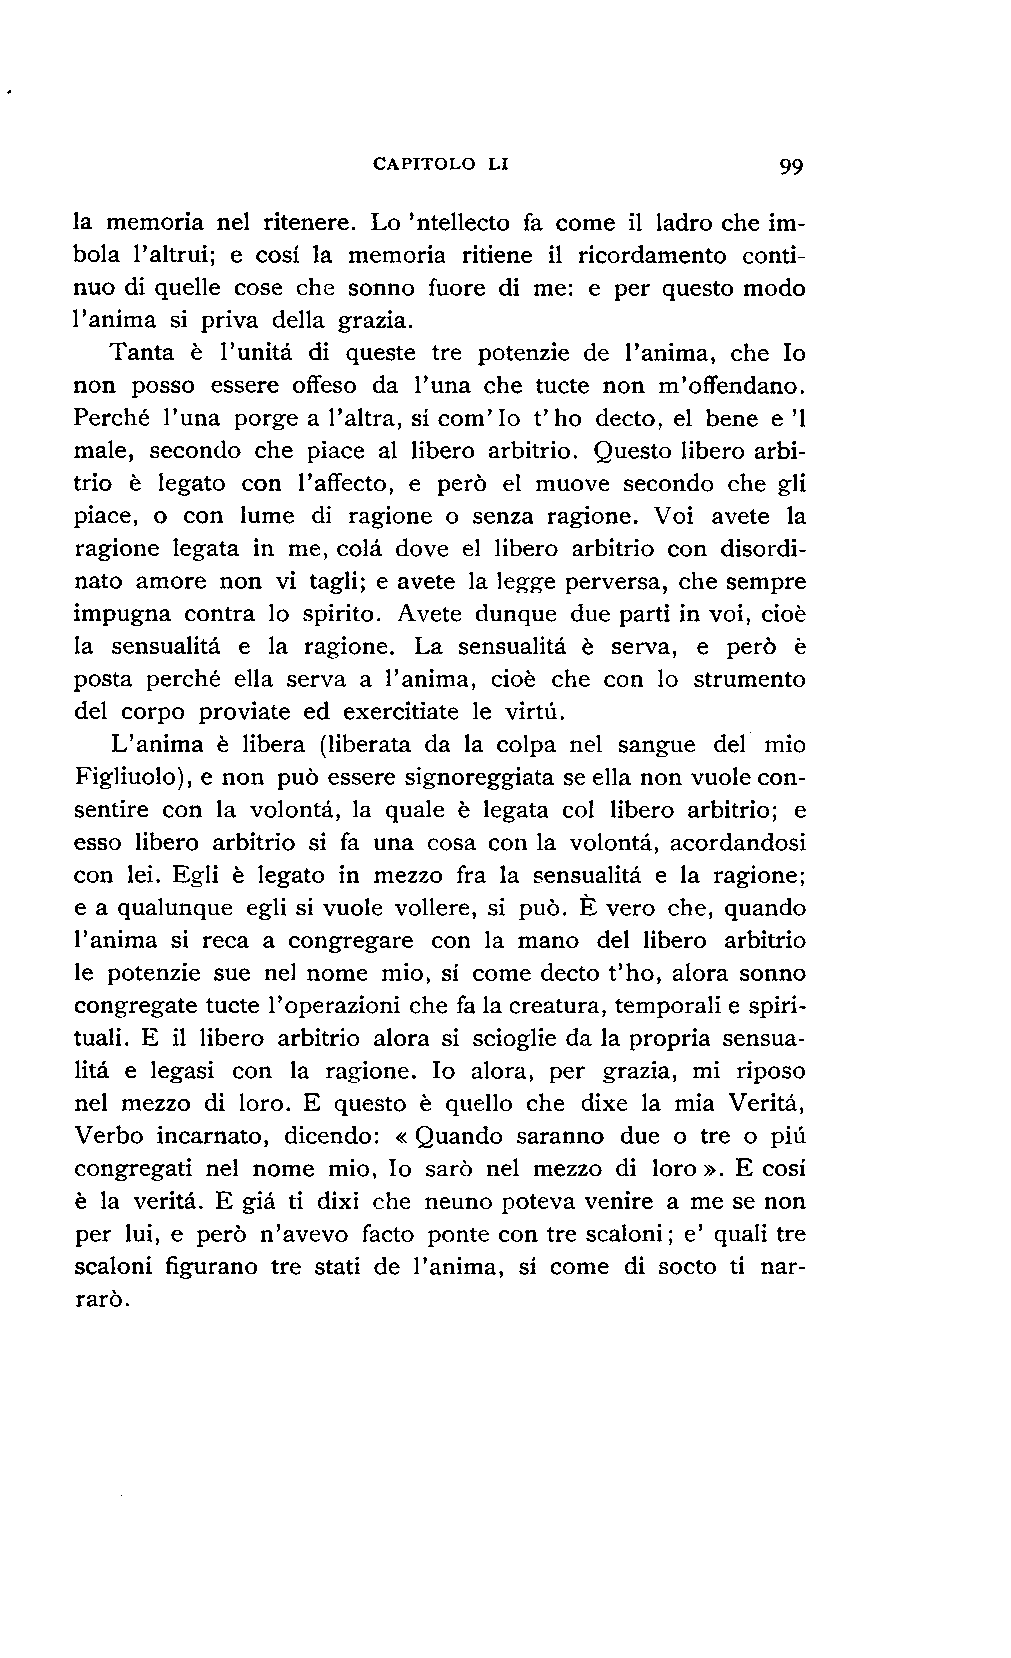 CAPITOLO LI 99
la memoria nel ritenere. Lo 'ntellecto fa come il ladro che im-
bola l'altrui; e cosí la memoria ritiene il ricordamento conti-
nuo di quelle cose che sonno fuore di me: e per questo modo
l'anima si priva della grazia.
Tanta è l'unitá di queste tre potenzie de l'anima, che Io
non posso essere offeso da l'una che tucte non m'offendano.
Perché l'una porge a l'altra, sí com' Io t' ho decto, el bene e 'l
male, secondo che piace al libero arbitrio. Questo libero arbi-
trio è legato con l'affecto, e però el muove secondo che gli
piace, o con lume di ragione o senza ragione. Voi avete la
ragione legata in me, colá dove el libero arbitrio con disordi-
nato amore non vi tagli; e avete la legge perversa, che sempre
impugna contra lo spirito. Avete dunque due parti in voi, cioè
la sensualitá e la ragione. La sensualitá è serva, e però è
posta perché ella serva a l'anima, cioè che con lo strumento
del corpo proviate ed exercitiate le virtú.
L'anima è libera (liberata da la colpa nel sangue del mio
Figliuolo), e non può essere signoreggiata se ella non vuole con-
sentire con la volontá, la quale è legata col libero arbitrio; e
esso libero arbitrio si fa una cosa con la volontá, acordandosi
con lei. Egli è legato in mezzo fra la sensualitá e la ragione;
e a qualunque egli si vuole vollere, si può. È vero che, quando
l'anima si reca a congregare con la mano del libero arbitrio
le potenzie sue nel nome mio, sí come decto t'ho, alora sonno
congregate tucte l'operazioni che fa la creatura, temporali e spiri-
tuali. E il libero arbitrio alora si scioglie da la propria sensua-
litá e legasi con la ragione. Io alora, per grazia, mi riposo
nel mezzo di loro. E questo è quello che dixe la mia Veritá,
Verbo incarnato, dicendo: « Quando saranno due o tre o piú
congregati nel nome mio, Io sarò nel mezzo di loro ». E cosí
è la veritá. E giá ti dixi che neuno poteva venire a me se non
per lui, e però n'avevo facto ponte con tre scaloni; e' quali tre
scaloni figurano tre stati de l'anima, sí come di socto ti nar-
rarò.